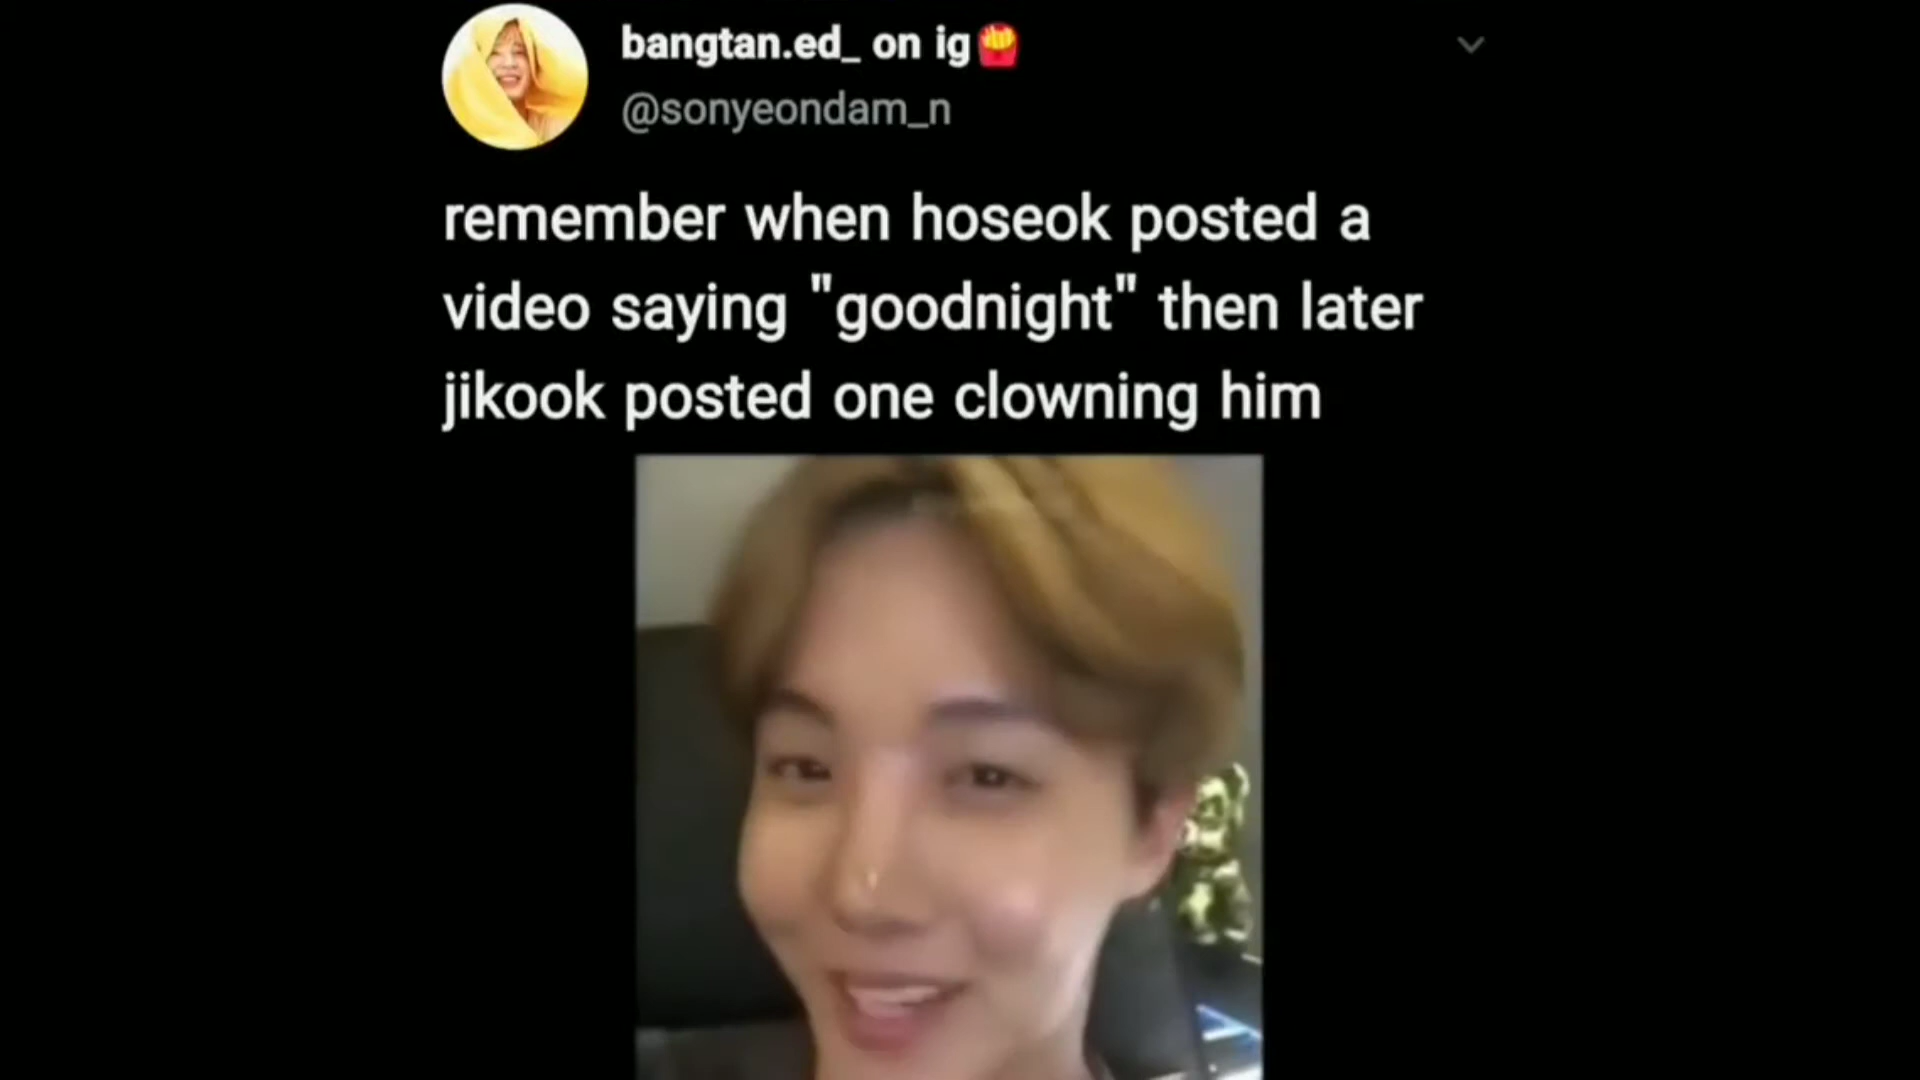 bangtan.ed_ on ig🍟
@sonyeondam_n
remember when hoseok posted a
video saying "goodnight" then later
jikook posted one clowning him